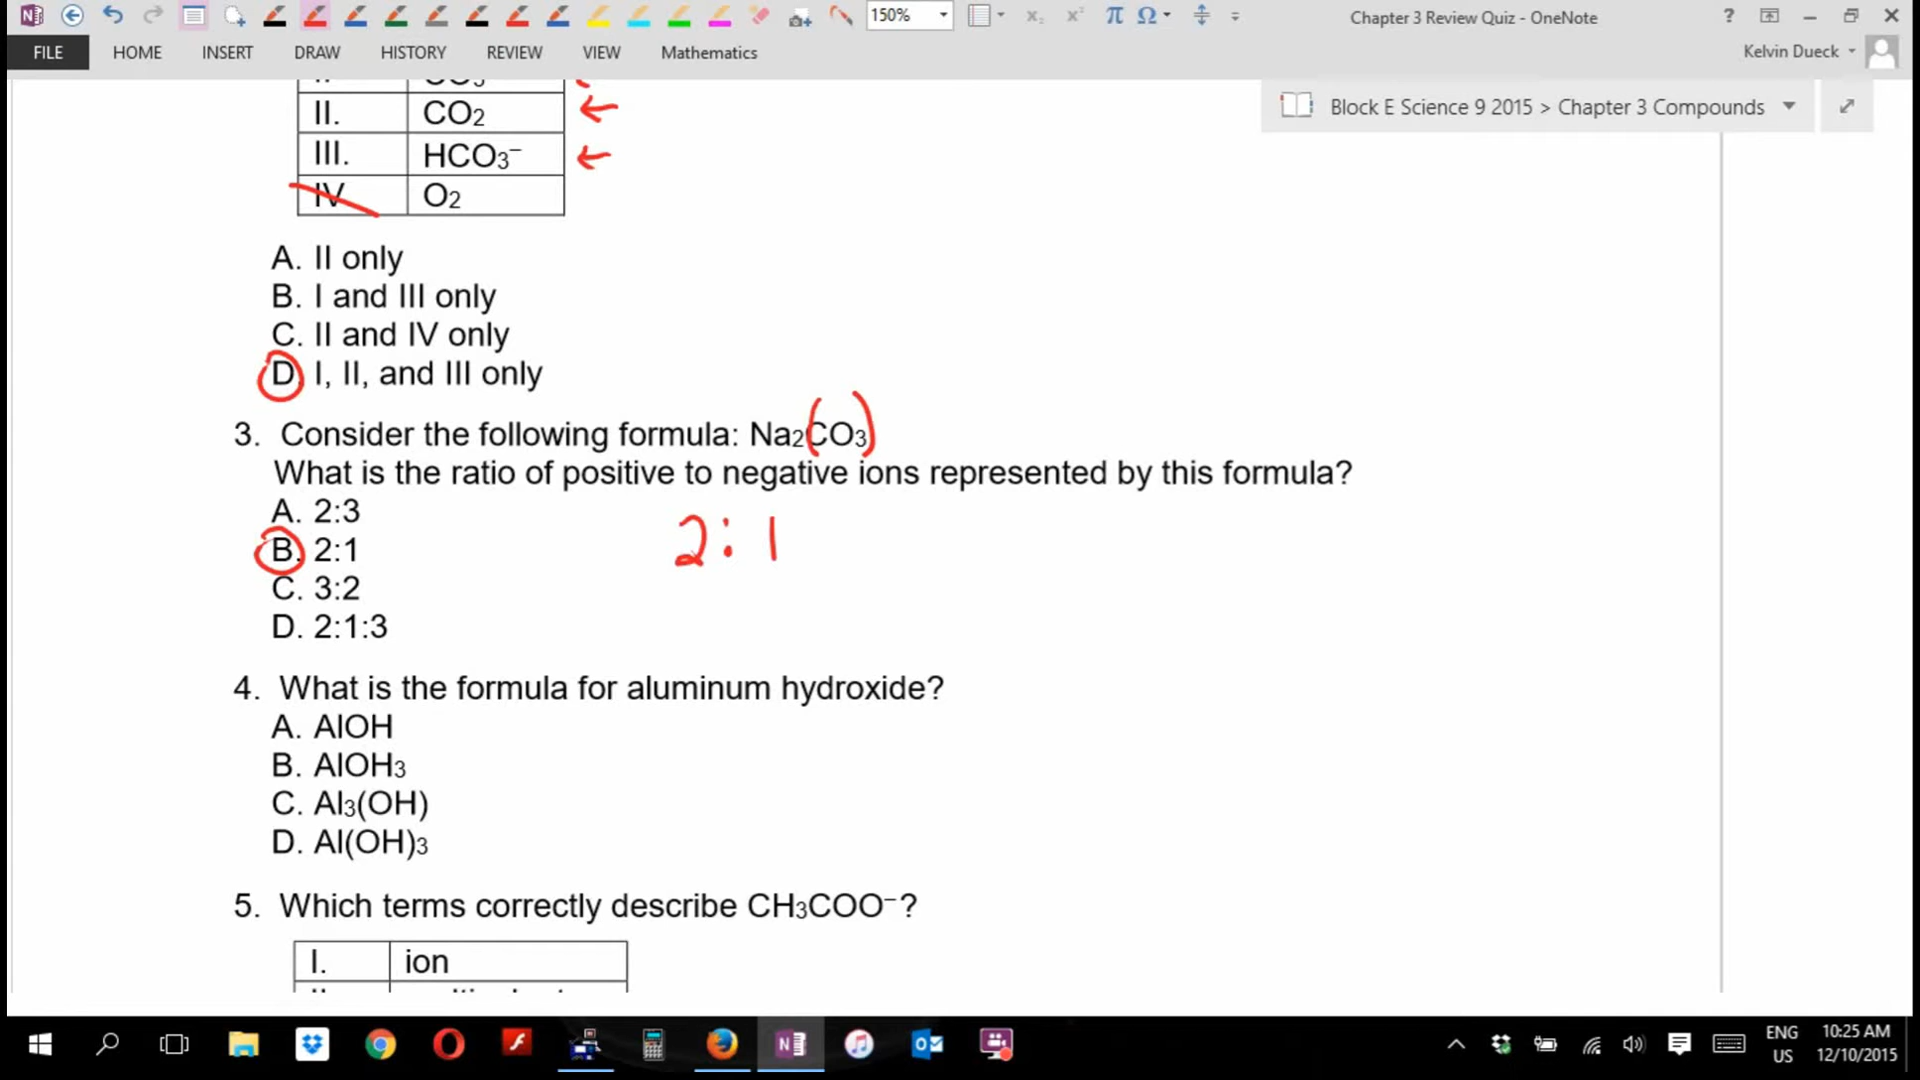 150%
x₂ x² π Ω
Chapter 3 Review Quiz - OneNote
?
FILE HOME INSERT DRAW HISTORY REVIEW VIEW Mathematics
Kelvin Dueck
Block E Science 9 2015 > Chapter 3 Compounds
II. CO2 ←
III. HCO3⁻ ←
IV O2
A. II only
B. I and III only
C. II and IV only
D. I, II, and III only
3. Consider the following formula: Na2(CO3)
What is the ratio of positive to negative ions represented by this formula?
A. 2:3
B. 2:1
2: 1
C. 3:2
D. 2:1:3
4. What is the formula for aluminum hydroxide?
A. AlOH
B. AlOH3
C. Al3(OH)
D. Al(OH)3
5. Which terms correctly describe CH3COO⁻?
I. ion
ENG
US
10:25 AM
12/10/2015